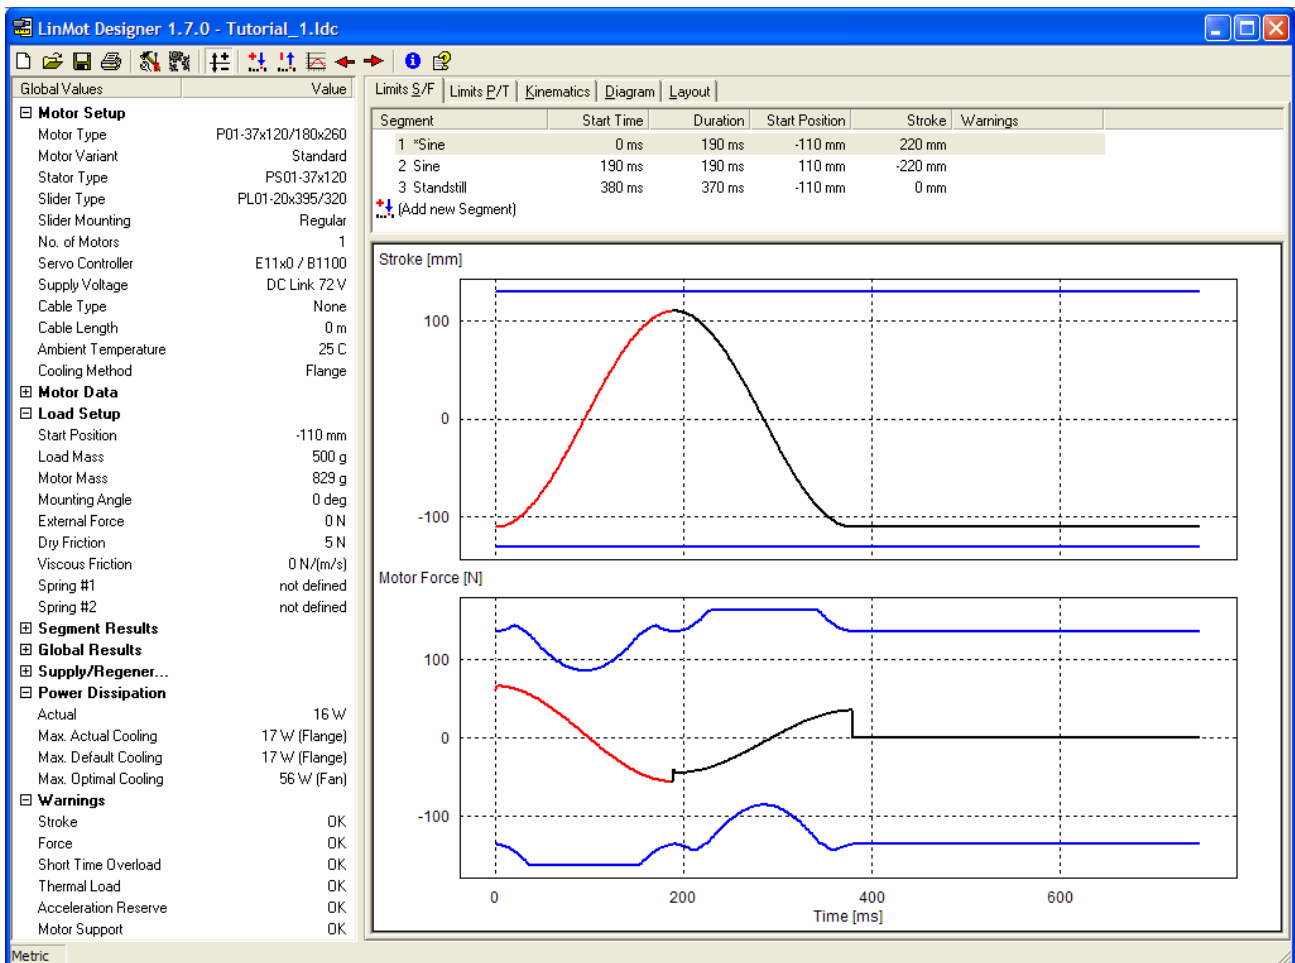 LinMot Designer 1.7.0 - Tutorial_1.ldc
Global Values Value
Motor Setup
Motor Type P01-37x120/180x260
Motor Variant Standard
Stator Type PS01-37x120
Slider Type PL01-20x395/320
Slider Mounting Regular
No. of Motors 1
Servo Controller E11x0 / B1100
Supply Voltage DC Link 72 V
Cable Type None
Cable Length 0 m
Ambient Temperature 25 C
Cooling Method Flange
Motor Data
Load Setup
Start Position -110 mm
Load Mass 500 g
Motor Mass 829 g
Mounting Angle 0 deg
External Force 0 N
Dry Friction 5 N
Viscous Friction 0 N/(m/s)
Spring #1 not defined
Spring #2 not defined
Segment Results
Global Results
Supply/Regener...
Power Dissipation
Actual 16 W
Max. Actual Cooling 17 W (Flange)
Max. Default Cooling 17 W (Flange)
Max. Optimal Cooling 56 W (Fan)
Warnings
Stroke OK
Force OK
Short Time Overload OK
Thermal Load OK
Acceleration Reserve OK
Motor Support OK
Limits S/F Limits P/T Kinematics Diagram Layout
Segment Start Time Duration Start Position Stroke Warnings
1 *Sine 0 ms 190 ms -110 mm 220 mm
2 Sine 190 ms 190 ms 110 mm -220 mm
3 Standstill 380 ms 370 ms -110 mm 0 mm
(Add new Segment)
Stroke [mm]
100
0
-100
Motor Force [N]
100
0
-100
0 200 400 600
Time [ms]
Metric